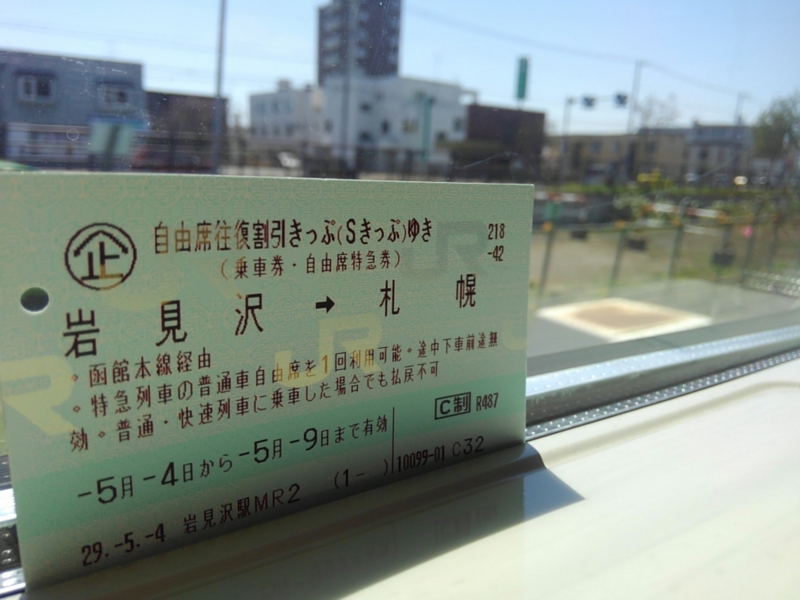 企
自由席往復割引きっぷ(Sきっぷ)ゆき
218
-42
(乗車券・自由席特急券)
岩見沢 → 札幌
・函館本線経由
・特急列車の普通車自由席を1回利用可能・途中下車前途無
効・普通・快速列車に乗車した場合でも払戻不可
C制 R487
-5月-4日から-5月-9日まで有効
29.-5.-4 岩見沢駅MR2 (1- ) 10099-01 C32
JR